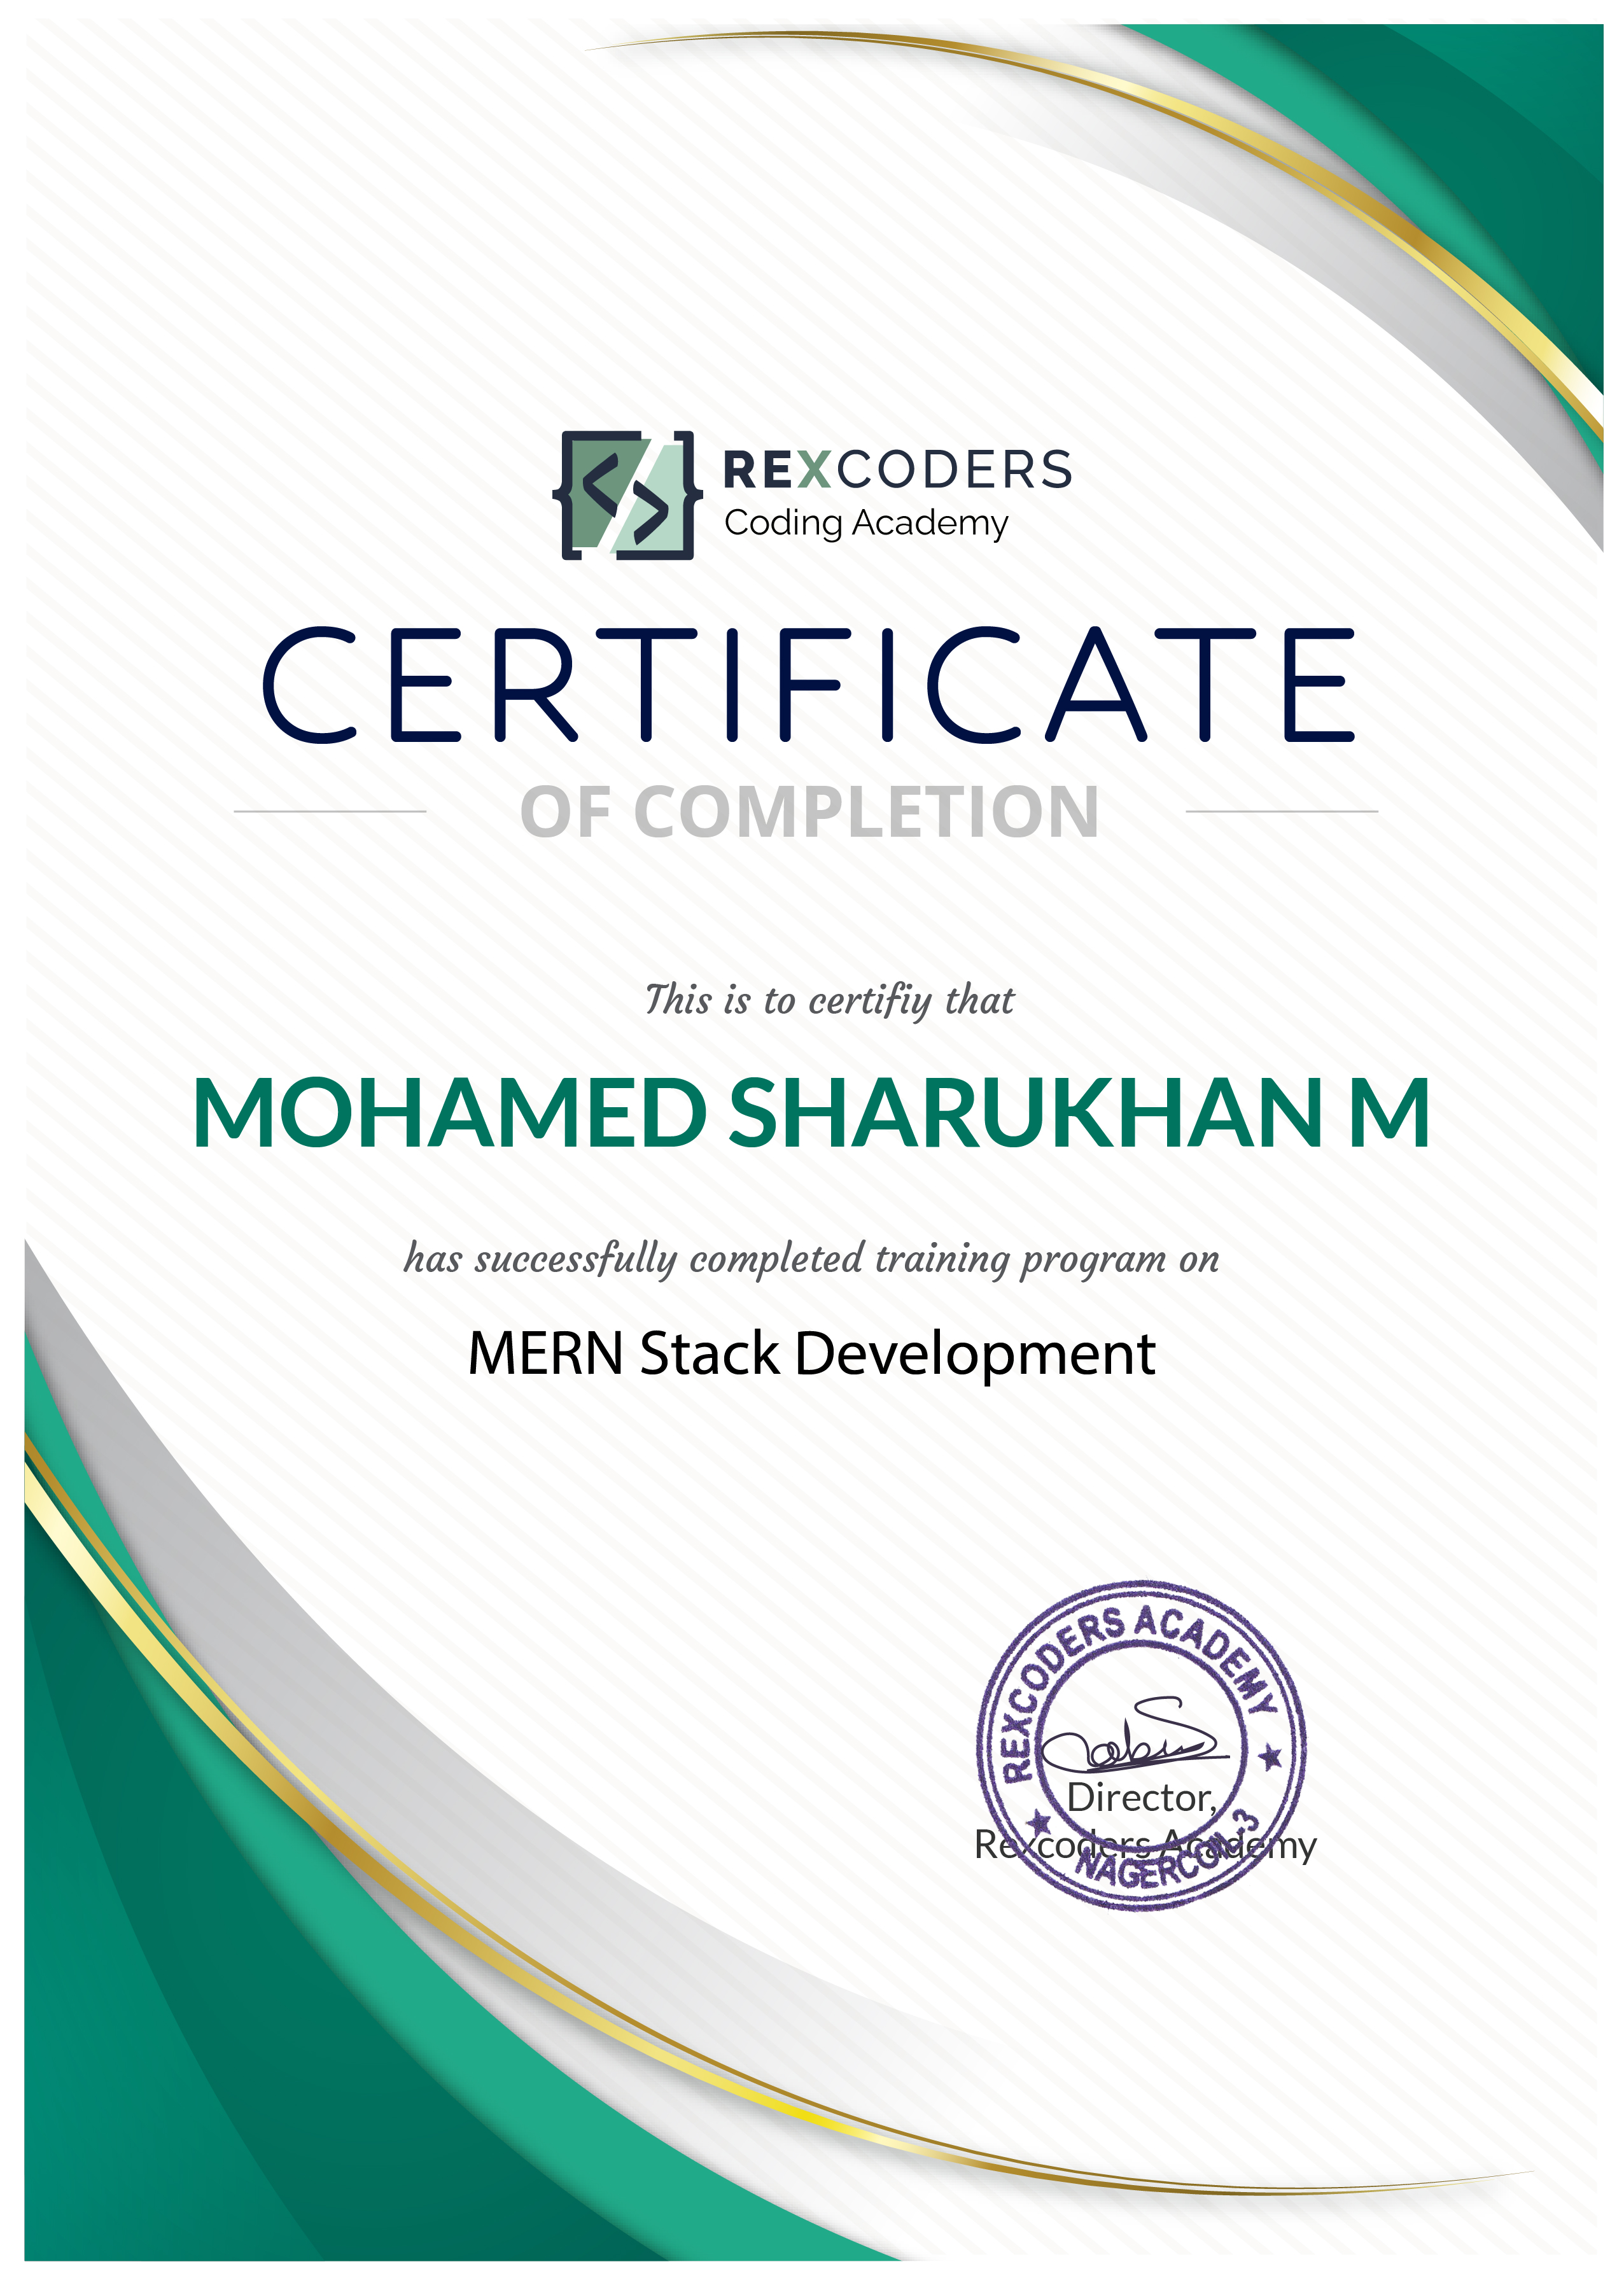 REXCODERS
Coding Academy
CERTIFICATE
OF COMPLETION
This is to certifiy that
MOHAMED SHARUKHAN M
has successfully completed training program on
MERN Stack Development
REXCODERS ACADEMY
Director,
Rexcoders Academy
NAGERCOIL-3